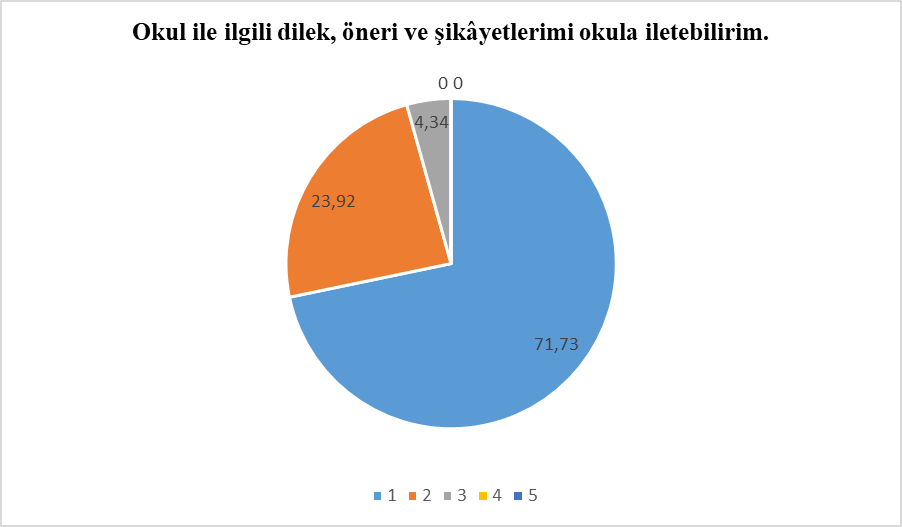 Okul ile ilgili dilek, öneri ve şikâyetlerimi okula iletebilirim.
0 0
4,34
23,92
71,73
1 2 3 4 5